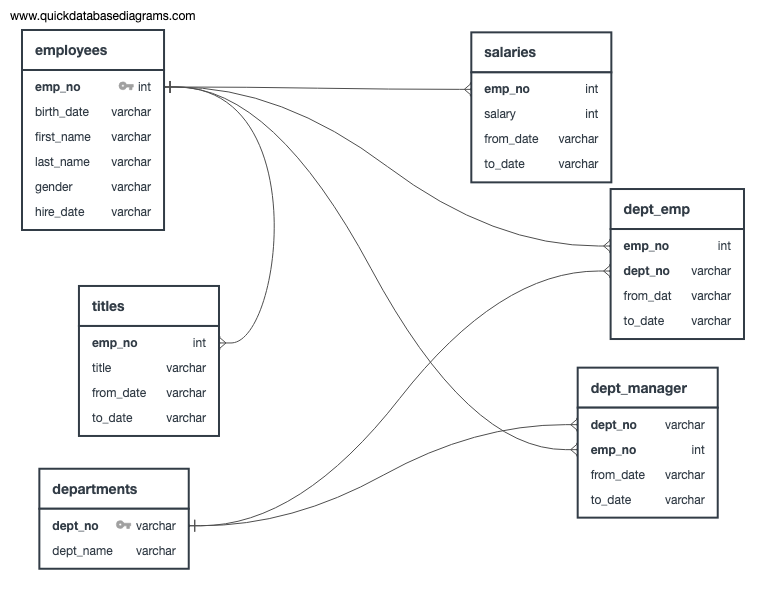 www.quickdatabasediagrams.com
employees
emp_no int
birth_date varchar
first_name varchar
last_name varchar
gender varchar
hire_date varchar
salaries
emp_no int
salary int
from_date varchar
to_date varchar
dept_emp
emp_no int
dept_no varchar
from_dat varchar
to_date varchar
titles
emp_no int
title varchar
from_date varchar
to_date varchar
dept_manager
dept_no varchar
emp_no int
from_date varchar
to_date varchar
departments
dept_no varchar
dept_name varchar